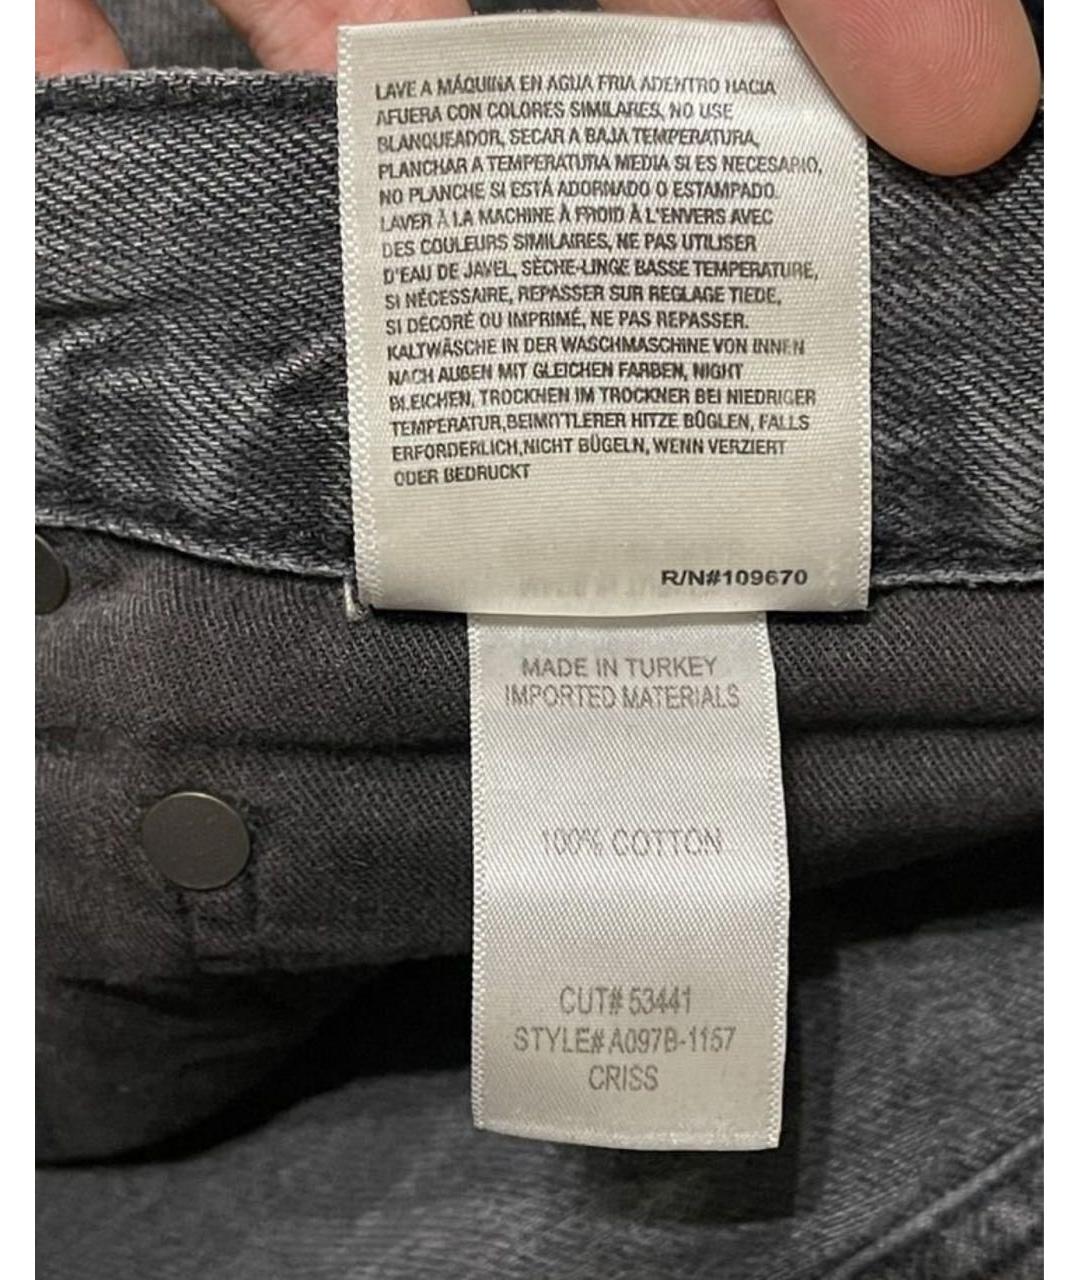 LAVE A MÁQUINA EN AGUA FRIA ADENTRO HACIA
AFUERA CON COLORES SIMILARES, NO USE
BLANQUEADOR, SECAR A BAJA TEMPERATURA,
PLANCHAR A TEMPERATURA MEDIA SI ES NECESARIO,
NO PLANCHE SI ESTÁ ADORNADO O ESTAMPADO.
LAVER À LA MACHINE À FROID À L'ENVERS AVEC
DES COULEURS SIMILAIRES, NE PAS UTILISER
D'EAU DE JAVEL, SÈCHE-LINGE BASSE TEMPERATURE,
SI NÉCESSAIRE, REPASSER SUR REGLAGE TIEDE,
SI DÉCORÉ OU IMPRIMÉ, NE PAS REPASSER.
KALTWÄSCHE IN DER WASCHMASCHINE VON INNEN
NACH AUßEN MIT GLEICHEN FARBEN, NIGHT
BLEICHEN, TROCKNEN IM TROCKNER BEI NIEDRIGER
TEMPERATUR,BEIMITTLERER HITZE BÜGLEN, FALLS
ERFORDERLICH,NICHT BÜGELN, WENN VERZIERT
ODER BEDRUCKT
R/N#109670
MADE IN TURKEY
IMPORTED MATERIALS
100% COTTON
CUT# 53441
STYLE# A097B-1157
CRISS